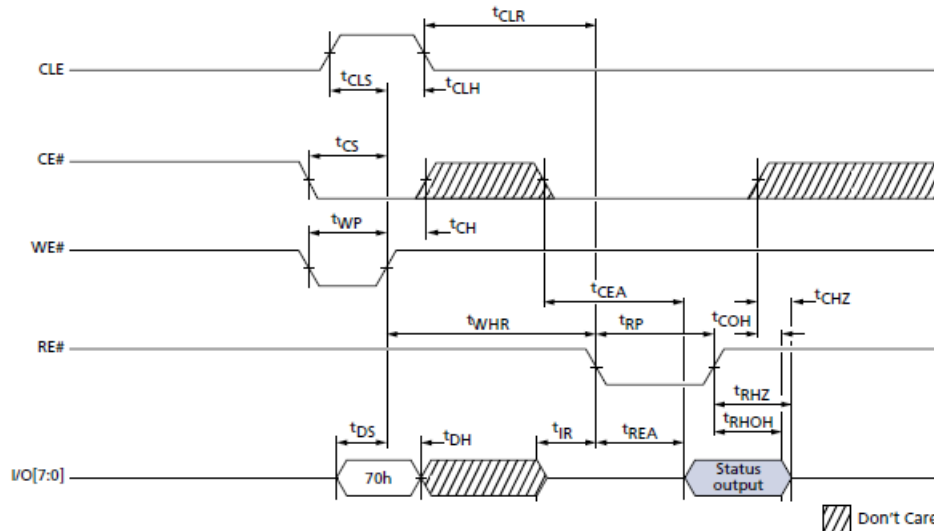 tCLR
CLE
tCLS
tCLH
tCS
CE#
tWP
tCH
WE#
tCEA
tCHZ
tWHR
tRP
tCOH
RE#
tRHZ
tRHOH
tDS
tDH
tIR
tREA
I/O[7:0]
70h
Status
output
Don't Care